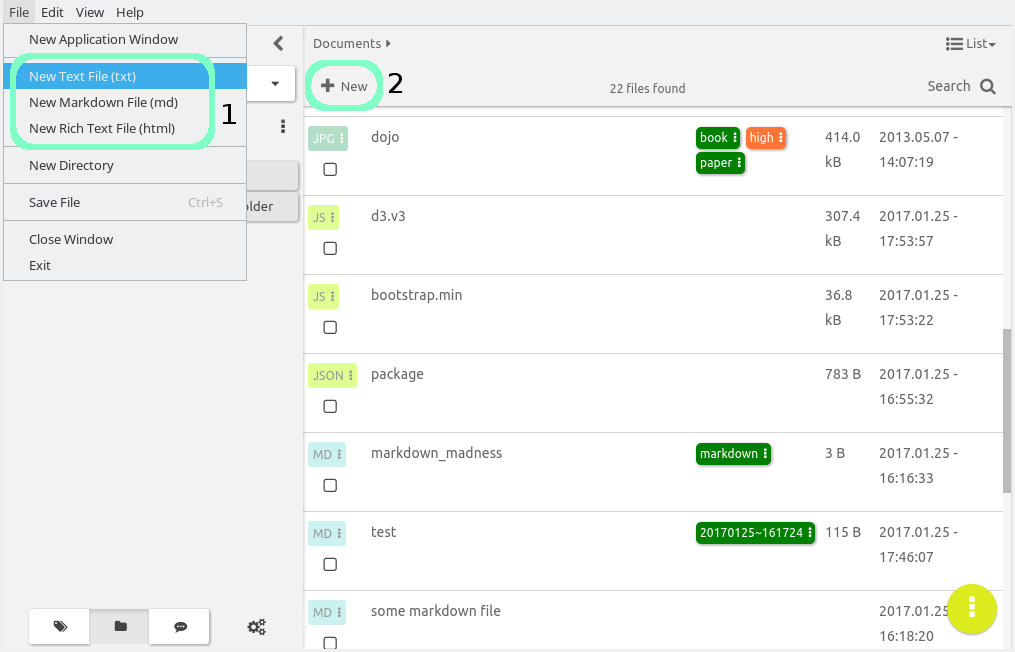 File Edit View Help
New Application Window
New Text File (txt)
New Markdown File (md)
New Rich Text File (html)
1
New Directory
Save File Ctrl+S
Close Window
Exit
older
Documents
List
New
2
22 files found
Search
JPG dojo book high 414.0 2013.05.07 -
paper kB 14:07:19
JS d3.v3 307.4 2017.01.25 -
kB 17:53:57
JS bootstrap.min 36.8 2017.01.25 -
kB 17:53:22
JSON package 783 B 2017.01.25 -
16:55:32
MD markdown_madness markdown 3 B 2017.01.25 -
16:16:33
MD test 20170125~161724 115 B 2017.01.25 -
17:46:07
MD some markdown file 2017.01.25
16:18:20